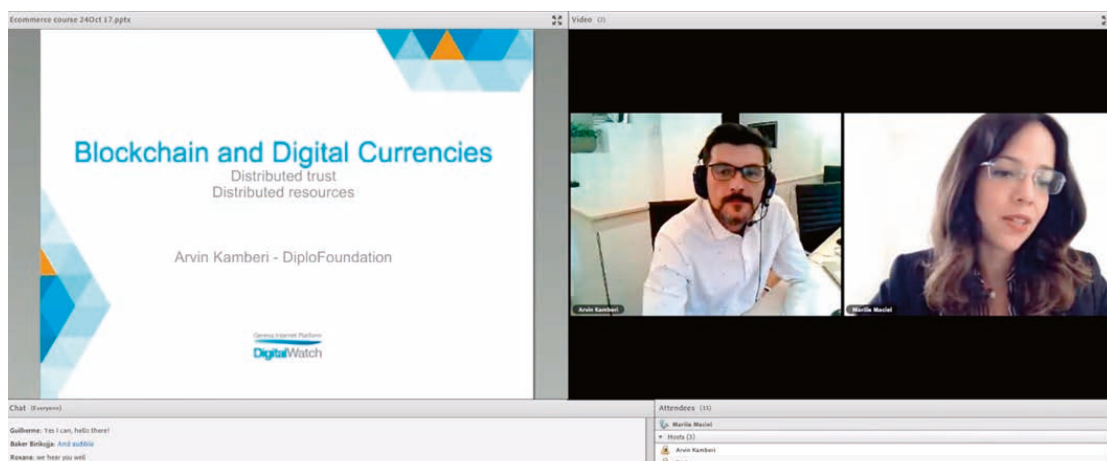 Ecommerce course 24Oct 17.pptx
Blockchain and Digital Currencies
Distributed trust
Distributed resources
Arvin Kamberi - DiploFoundation
Geneva Internet Platform
DigitalWatch
Video (2)
Arvin Kamberi
Marilia Maciel
Chat (Everyone)
Guilherme: Yes I can, hello there!
Baker Birikujja: And audible
Roxana: we hear you well
Attendees (11)
Marilia Maciel
Hosts (3)
Arvin Kamberi